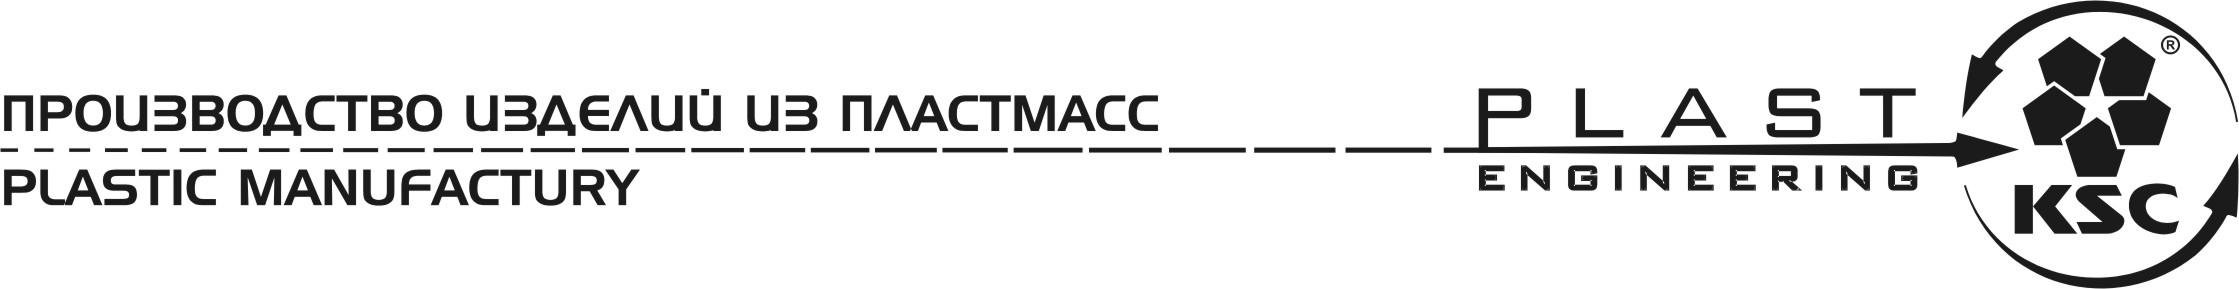 ПРОИЗВОДСТВО ИЗДЕЛИЙ ИЗ ПЛАСТМАСС
PLASTIC MANUFACTURY
PLAST
ENGINEERING
®
KSC